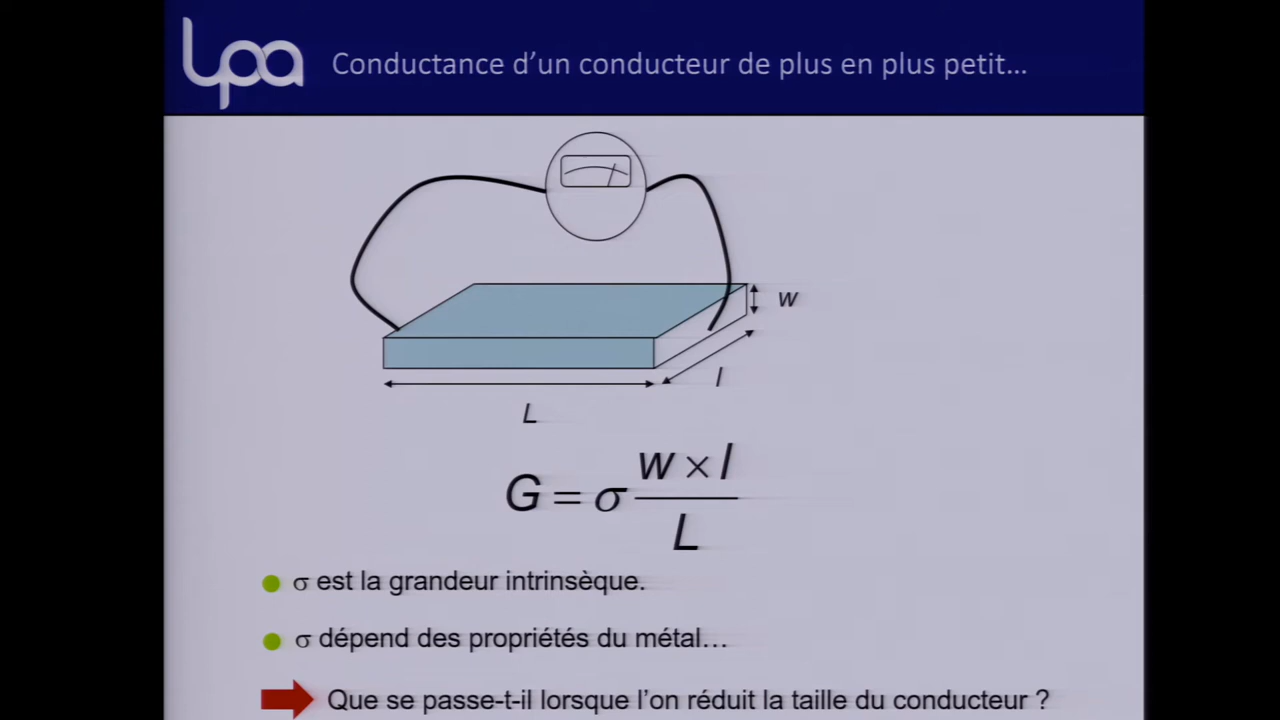 lpa
Conductance d'un conducteur de plus en plus petit…
w
l
L
G = σ w × l / L
σ est la grandeur intrinsèque.
σ dépend des propriétés du métal…
Que se passe-t-il lorsque l'on réduit la taille du conducteur ?